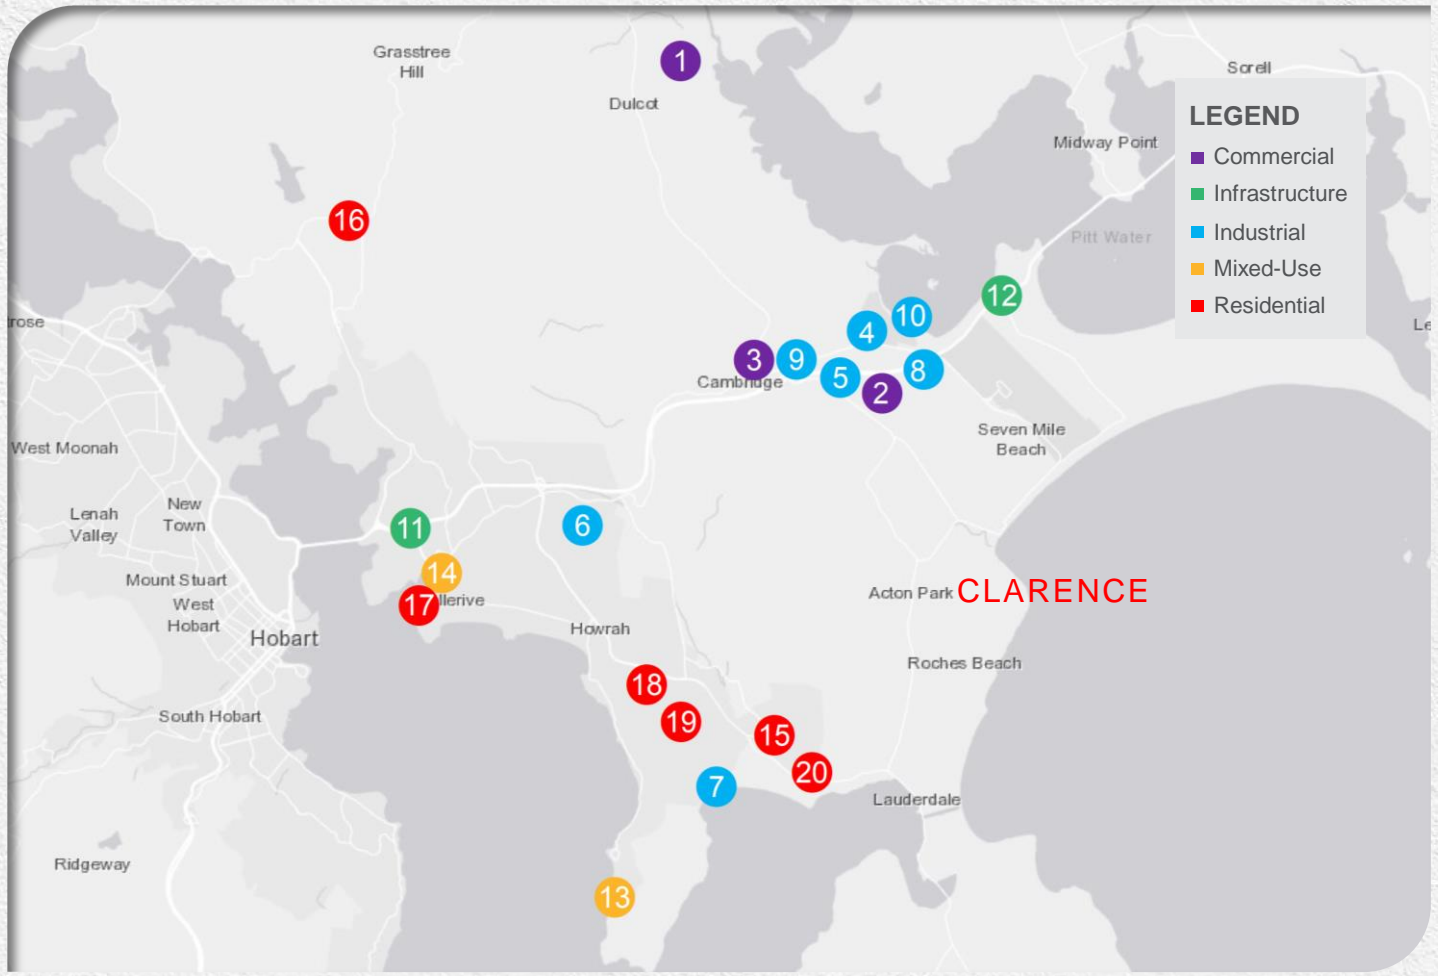 Grasstree
Hill
1
Dulcot
Sorell
LEGEND
Commercial
Infrastructure
Industrial
Mixed-Use
Residential
Midway Point
Pitt Water
16
12
10
4
trose
Le
3
9
5
8
2
Cambridge
Seven Mile
Beach
West Moonah
New
Town
Lenah
Valley
11
6
14
17
llerive
Mount Stuart
West
Hobart
Hobart
Acton Park
CLARENCE
Howrah
Roches Beach
18
19
South Hobart
15
20
7
Lauderdale
Ridgeway
13